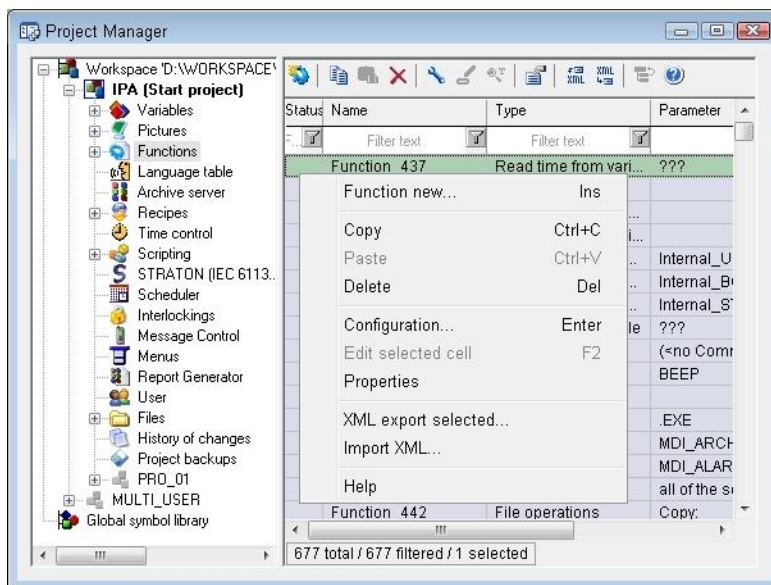 Project Manager
Workspace 'D:\WORKSPACE'
IPA (Start project)
Variables
Pictures
Functions
Language table
Archive server
Recipes
Time control
Scripting
STRATON (IEC 6113..
Scheduler
Interlockings
Message Control
Menus
Report Generator
User
Files
History of changes
Project backups
PRO_01
MULTI_USER
Global symbol library
XML XML
Status Name Type Parameter
F... Filter text Filter text
Function 437 Read time from vari... ???
Function new... Ins
...
Copy Ctrl+C i...
Paste Ctrl+V .. Internal_U
Delete Del .. Internal_B
.. Internal_S
Configuration... Enter le ???
Edit selected cell F2 (<no Comm
Properties BEEP
XML export selected... .EXE
Import XML... MDI_ARCH
MDI_ALAR
Help all of the s
Function 442 File operations Copy:
677 total / 677 filtered / 1 selected